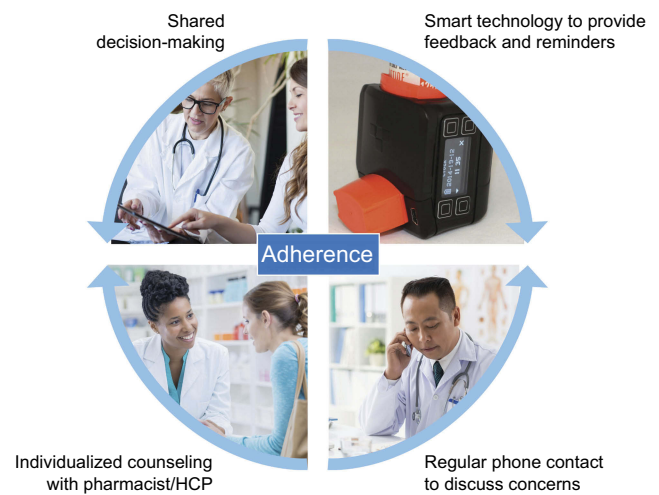 Shared
decision-making
Smart technology to provide
feedback and reminders
Adherence
Individualized counseling
with pharmacist/HCP
Regular phone contact
to discuss concerns